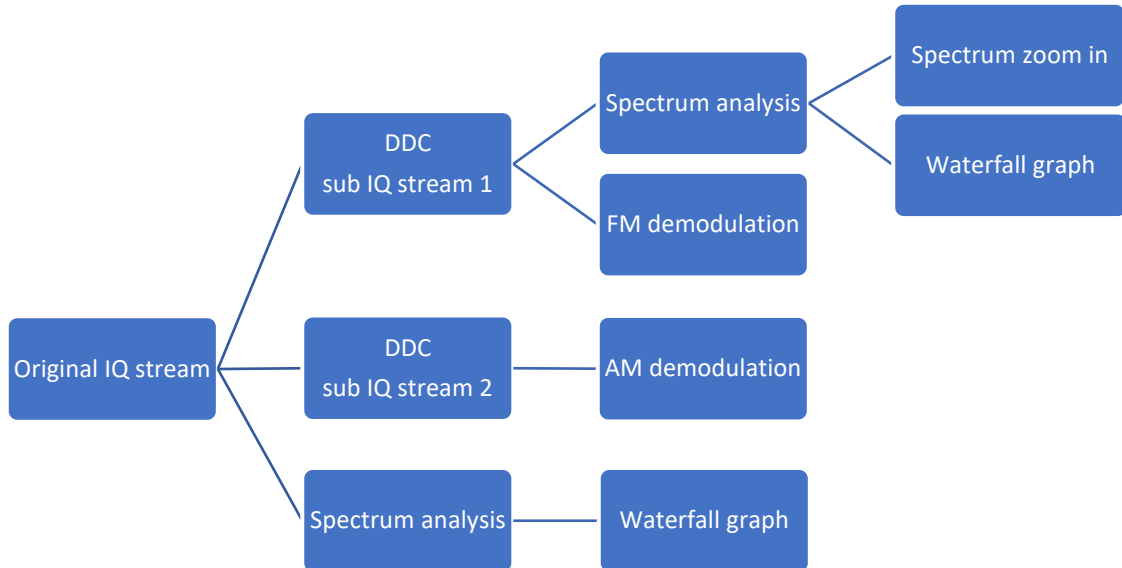 Spectrum zoom in
Spectrum analysis
DDC
sub IQ stream 1
Waterfall graph
FM demodulation
Original IQ stream
DDC
sub IQ stream 2
AM demodulation
Spectrum analysis
Waterfall graph